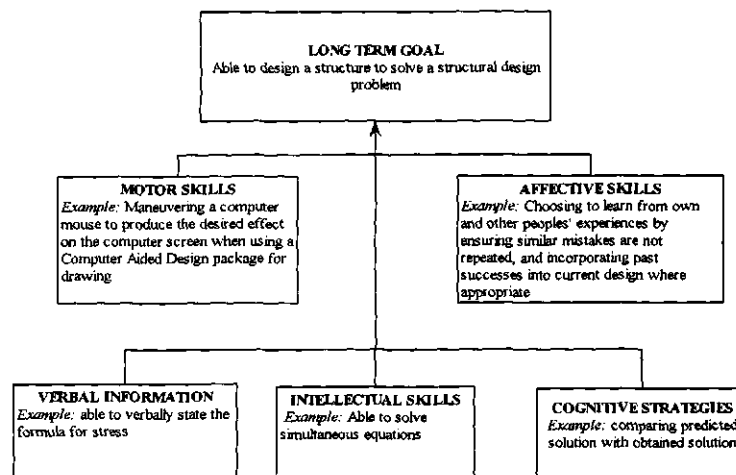 LONG TERM GOAL
Able to design a structure to solve a structural design
problem
MOTOR SKILLS
Example: Maneuvering a computer
mouse to produce the desired effect
on the computer screen when using a
Computer Aided Design package for
drawing
AFFECTIVE SKILLS
Example: Choosing to learn from own
and other peoples' experiences by
ensuring similar mistakes are not
repeated, and incorporating past
successes into current design where
appropriate
VERBAL INFORMATION
Example: able to verbally state the
formula for stress
INTELLECTUAL SKILLS
Example: Able to solve
simultaneous equations
COGNITIVE STRATEGIES
Example: comparing predicted
solution with obtained solution